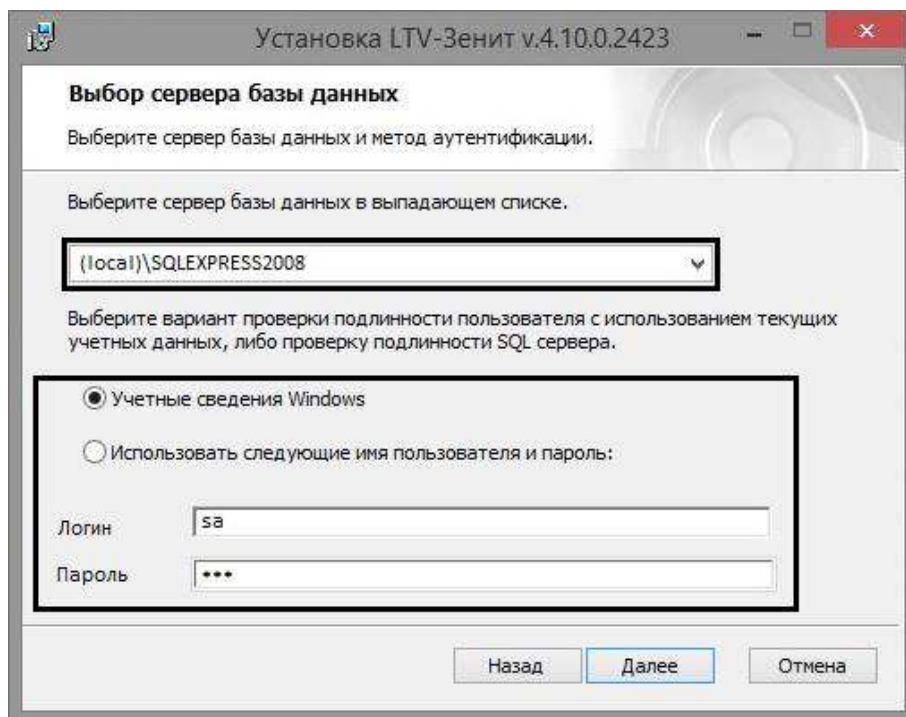 Установка LTV-Зенит v.4.10.0.2423
Выбор сервера базы данных
Выберите сервер базы данных и метод аутентификации.
Выберите сервер базы данных в выпадающем списке.
(local)\SQLEXPRESS2008
Выберите вариант проверки подлинности пользователя с использованием текущих
учетных данных, либо проверку подлинности SQL сервера.
Учетные сведения Windows
Использовать следующие имя пользователя и пароль:
Логин sa
Пароль •••
Назад Далее Отмена